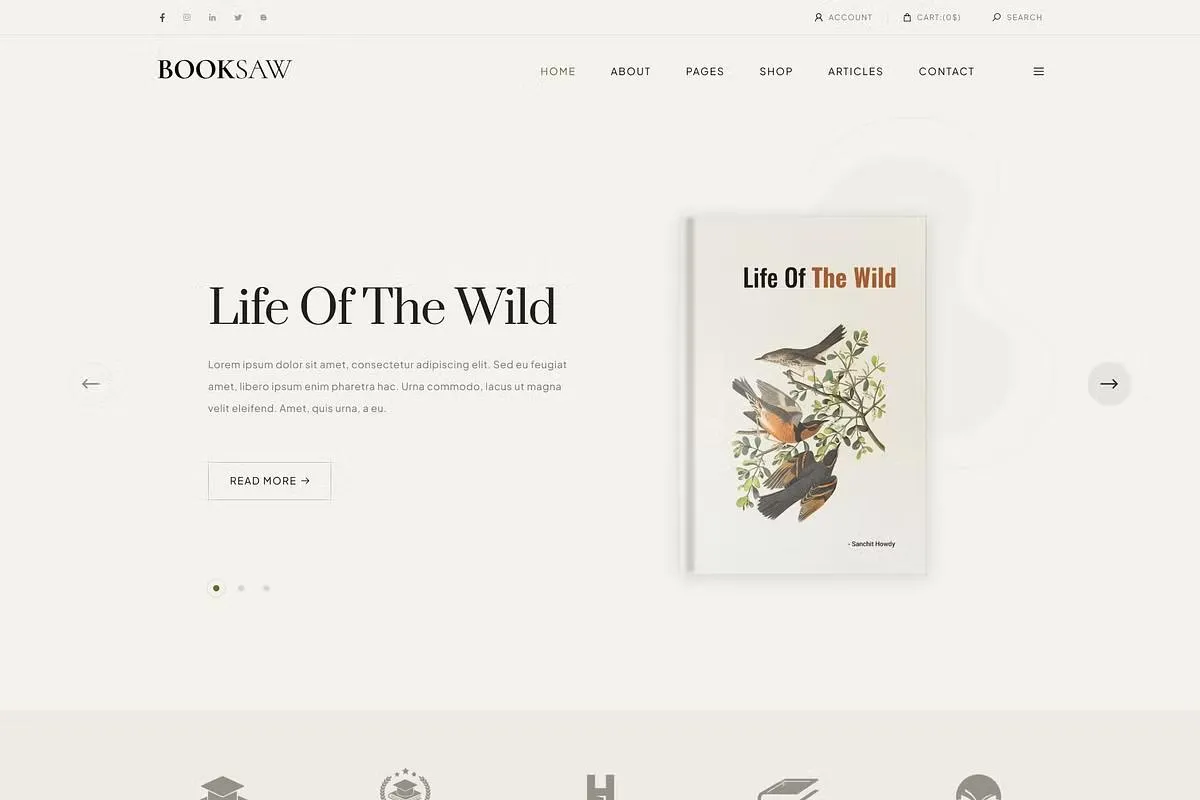 ACCOUNT
CART:(0$)
SEARCH
BOOKSAW
HOME
ABOUT
PAGES
SHOP
ARTICLES
CONTACT
Life Of The Wild
Lorem ipsum dolor sit amet, consectetur adipiscing elit. Sed eu feugiat
amet, libero ipsum enim pharetra hac. Urna commodo, lacus ut magna
velit eleifend. Amet, quis urna, a eu.
READ MORE →
Life Of The Wild
- Sanchit Howdy